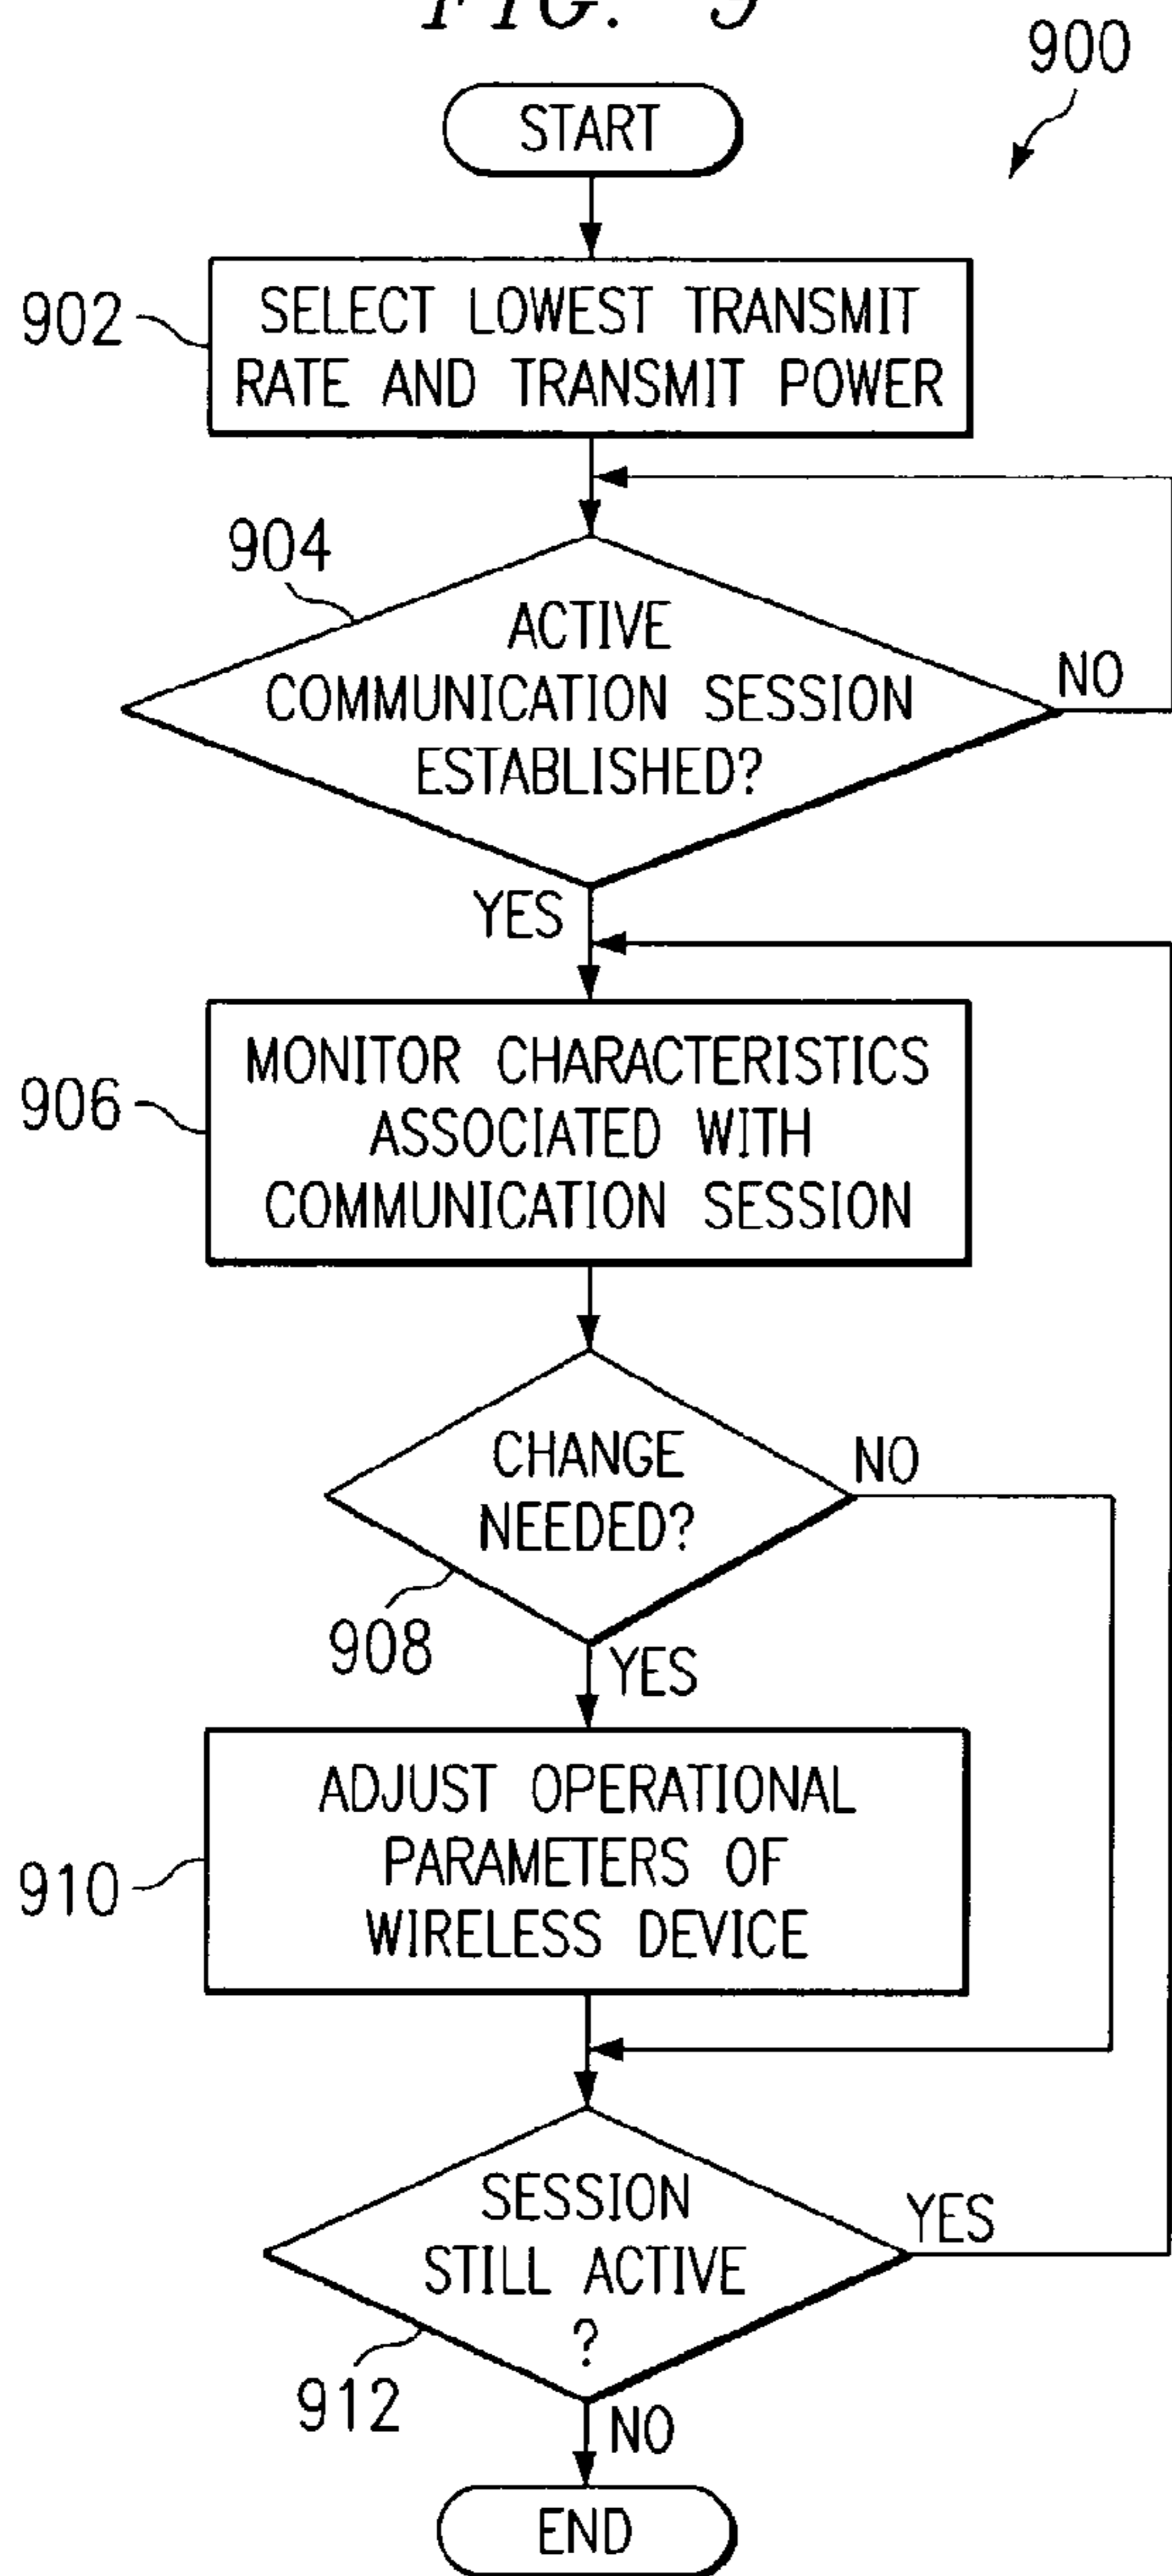 FIG. 9
900
START
902
SELECT LOWEST TRANSMIT
RATE AND TRANSMIT POWER
904
ACTIVE
COMMUNICATION SESSION
ESTABLISHED?
NO
YES
906
MONITOR CHARACTERISTICS
ASSOCIATED WITH
COMMUNICATION SESSION
CHANGE
NEEDED?
NO
908
YES
910
ADJUST OPERATIONAL
PARAMETERS OF
WIRELESS DEVICE
SESSION
STILL ACTIVE
?
YES
912
NO
END